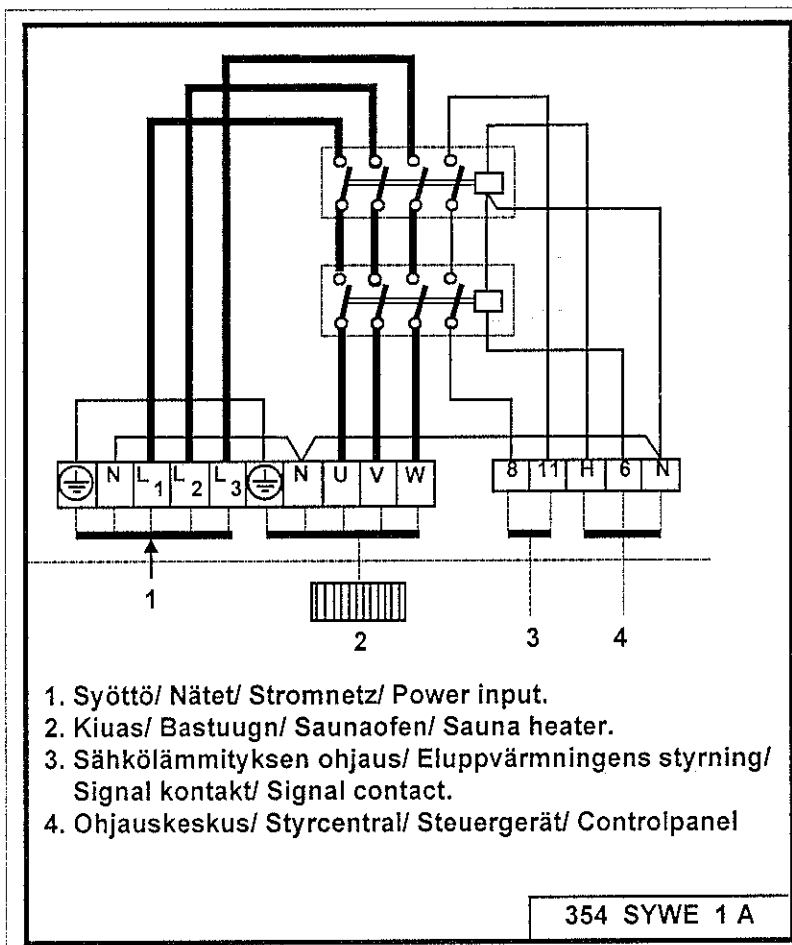 N L1 L2 L3 N U V W 8 11 H 6 N
1 2 3 4
1. Syöttö/ Nätet/ Stromnetz/ Power input.
2. Kiuas/ Bastuugn/ Saunaofen/ Sauna heater.
3. Sähkölämmityksen ohjaus/ Eluppvärmningens styrning/
Signal kontakt/ Signal contact.
4. Ohjauskeskus/ Styrcentral/ Steuergerät/ Controlpanel
354 SYWE 1 A